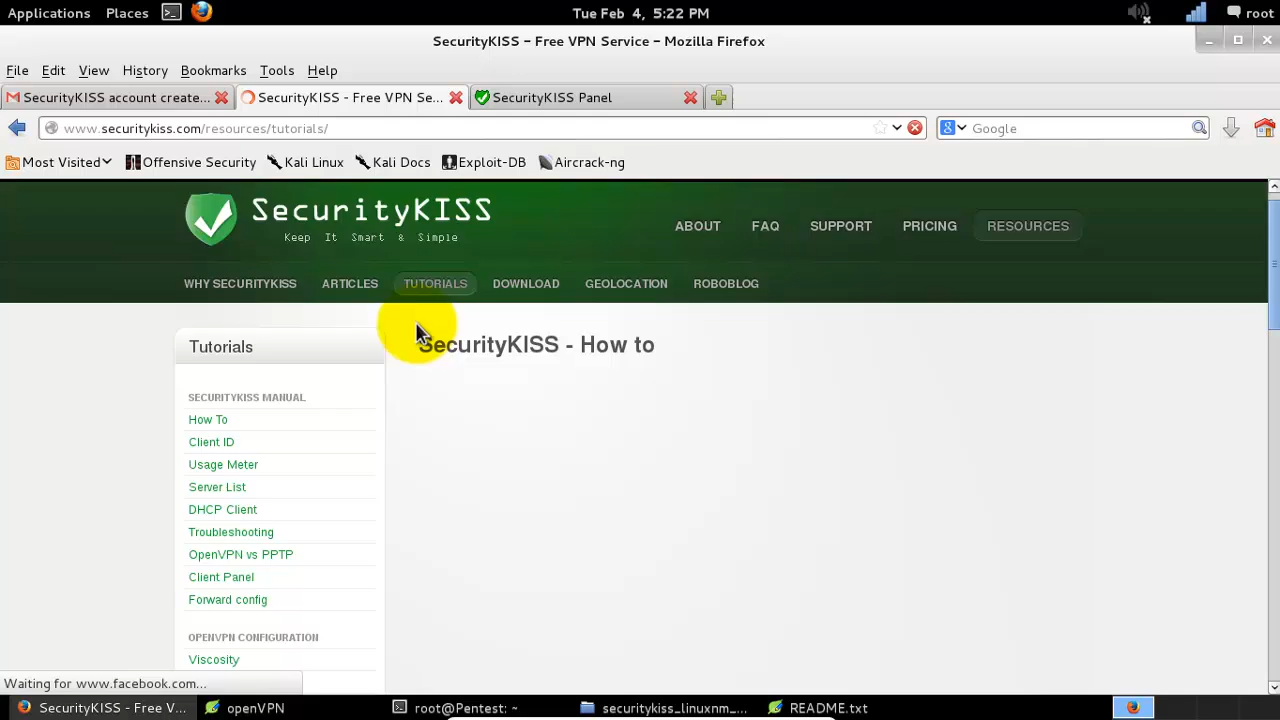 Applications Places Tue Feb 4, 5:22 PM root
SecurityKISS - Free VPN Service - Mozilla Firefox
File Edit View History Bookmarks Tools Help
SecurityKISS account create... SecurityKISS - Free VPN Se... SecurityKISS Panel
www.securitykiss.com/resources/tutorials/ Google
Most Visited Offensive Security Kali Linux Kali Docs Exploit-DB Aircrack-ng
SecurityKISS
Keep It Smart & Simple
ABOUT FAQ SUPPORT PRICING RESOURCES
WHY SECURITYKISS ARTICLES TUTORIALS DOWNLOAD GEOLOCATION ROBOBLOG
Tutorials
SecurityKISS - How to
SECURITYKISS MANUAL
How To
Client ID
Usage Meter
Server List
DHCP Client
Troubleshooting
OpenVPN vs PPTP
Client Panel
Forward config
OPENVPN CONFIGURATION
Viscosity
Waiting for www.facebook.com...
SecurityKISS - Free V... openVPN root@Pentest: ~ securitykiss_linuxnm_... README.txt